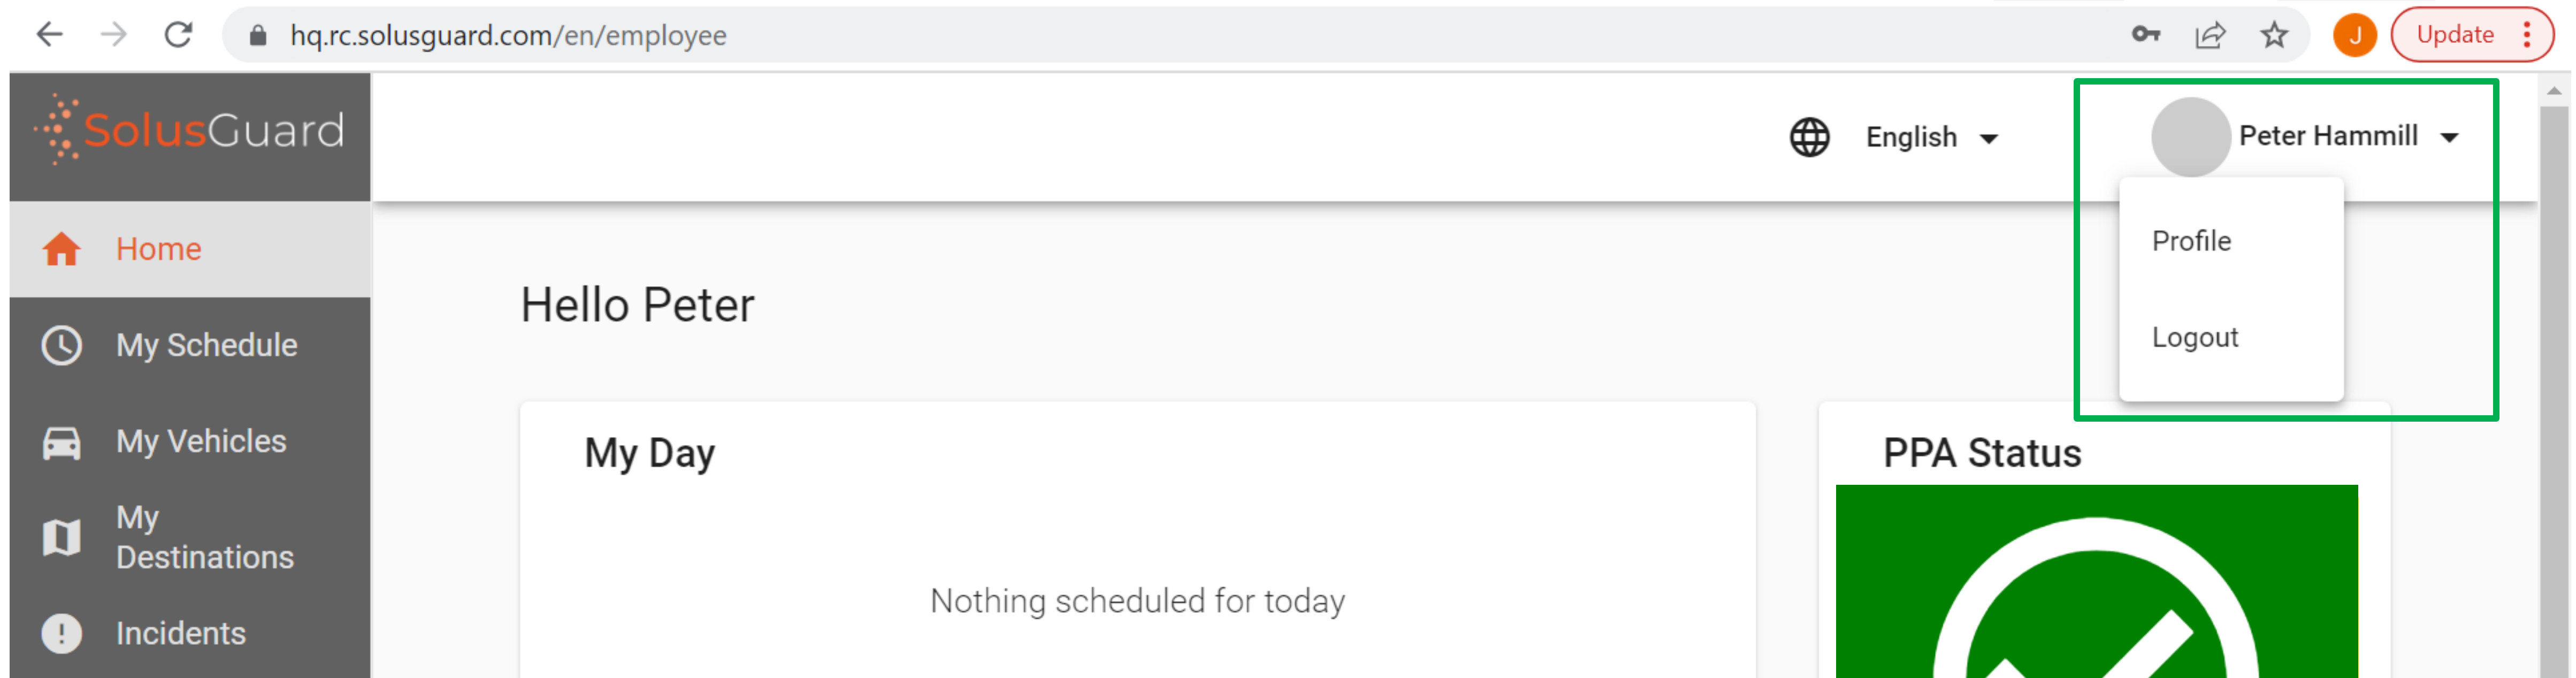 hq.rc.solusguard.com/en/employee
J
Update
SolusGuard
English
Peter Hammill
Profile
Logout
Home
My Schedule
My Vehicles
My
Destinations
Incidents
Hello Peter
My Day
Nothing scheduled for today
PPA Status